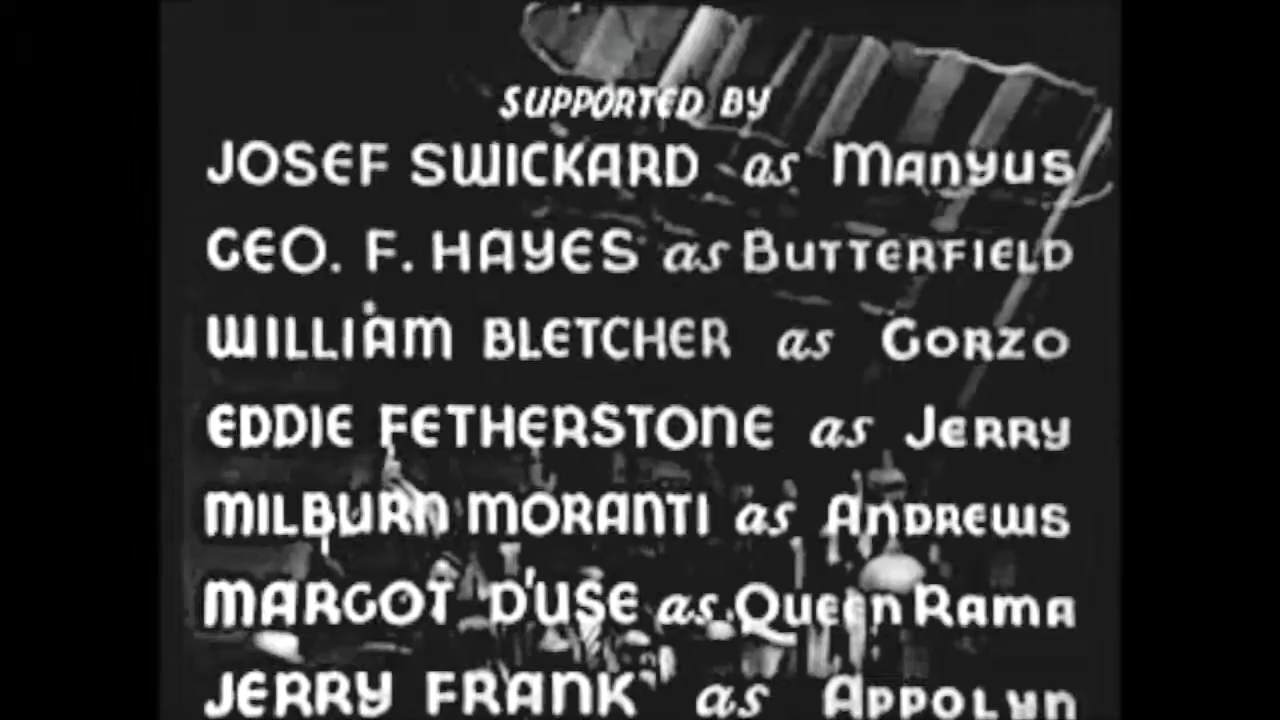 SUPPORTED BY
JOSEF SWICKARD as MANYUS
GEO. F. HAYES as BUTTERFIELD
WILLIAM BLETCHER as GORZO
EDDIE FETHERSTONE as JERRY
MILBURN MORANTI as ANDREWS
MARGOT D'USE as QUEEN RAMA
JERRY FRANK as APPOLYN